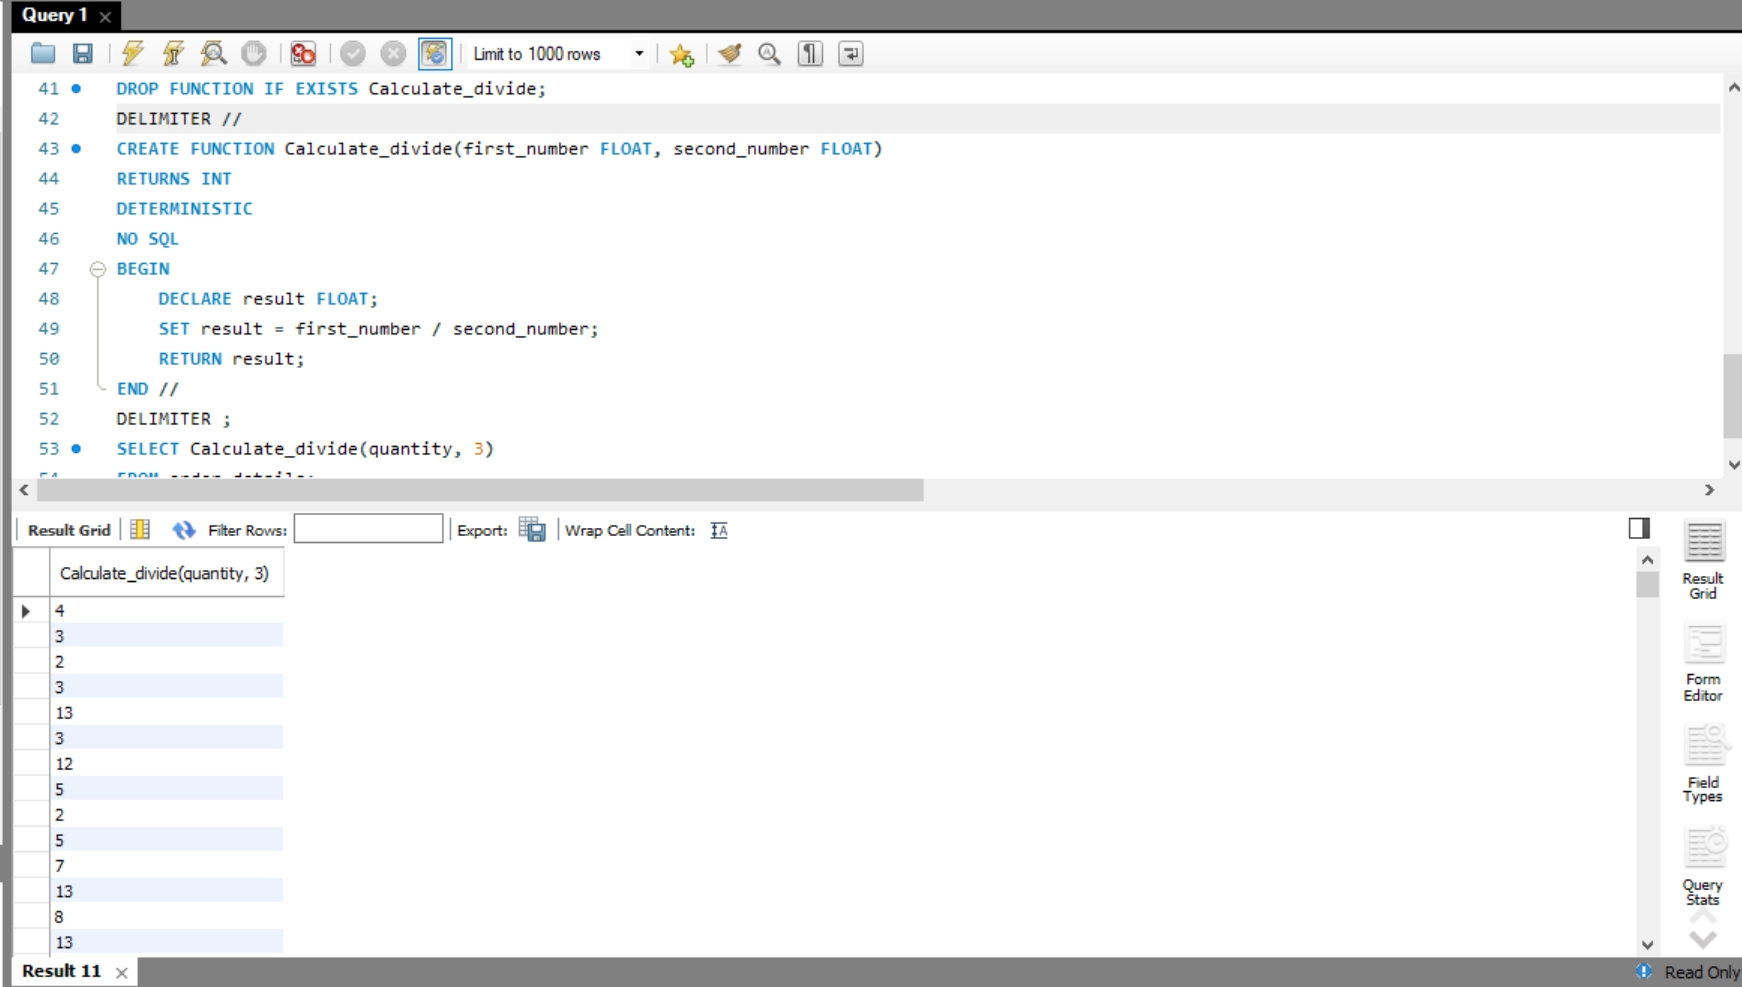 Query 1
Limit to 1000 rows
41 DROP FUNCTION IF EXISTS Calculate_divide;
42 DELIMITER //
43 CREATE FUNCTION Calculate_divide(first_number FLOAT, second_number FLOAT)
44 RETURNS INT
45 DETERMINISTIC
46 NO SQL
47 BEGIN
48 DECLARE result FLOAT;
49 SET result = first_number / second_number;
50 RETURN result;
51 END //
52 DELIMITER ;
53 SELECT Calculate_divide(quantity, 3)
54 FROM order_details;
Result Grid Filter Rows: Export: Wrap Cell Content:
Calculate_divide(quantity, 3)
4
3
2
3
13
3
12
5
2
5
7
13
8
13
Result
Grid
Form
Editor
Field
Types
Query
Stats
Result 11
Read Only